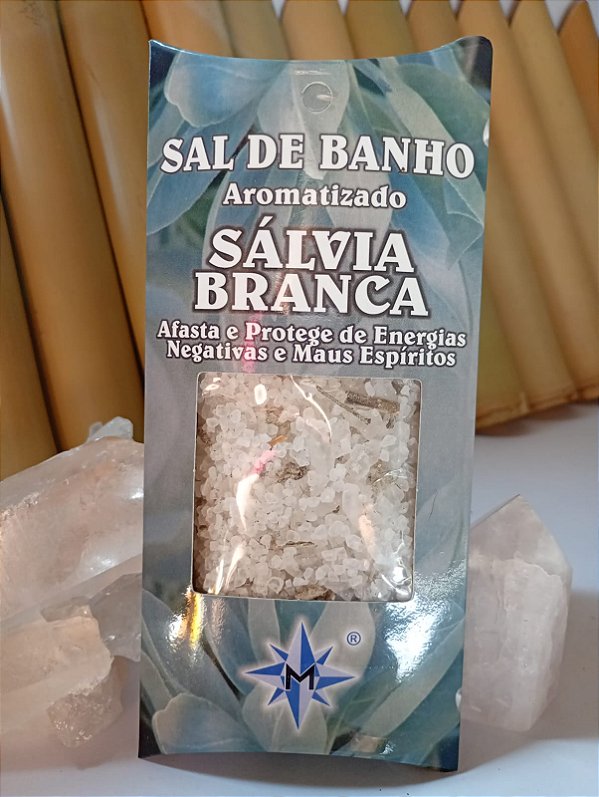 SAL DE BANHO
Aromatizado
SÁLVIA
BRANCA
Afasta e Protege de Energias
Negativas e Maus Espíritos
®
M